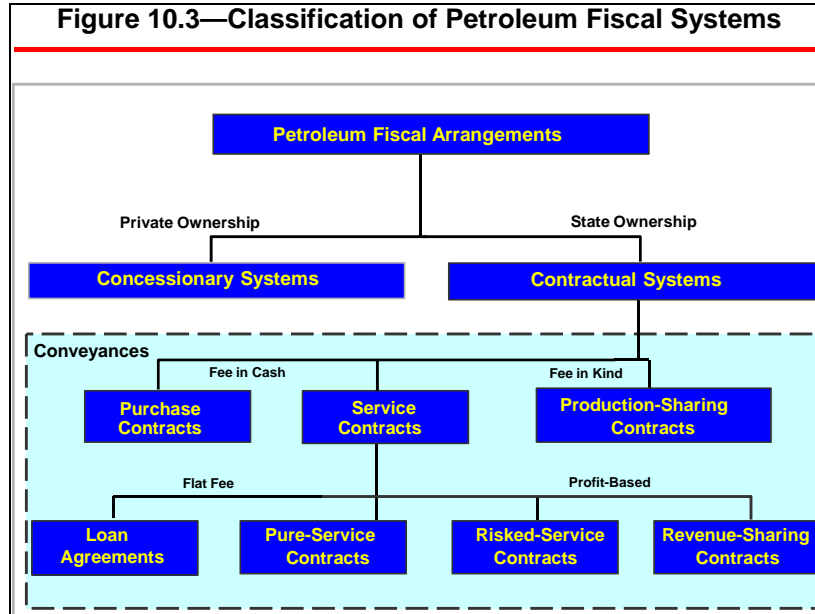 Figure 10.3—Classification of Petroleum Fiscal Systems
Petroleum Fiscal Arrangements
Private Ownership
State Ownership
Concessionary Systems
Contractual Systems
Conveyances
Fee in Cash
Fee in Kind
Purchase
Contracts
Service
Contracts
Production-Sharing
Contracts
Flat Fee
Profit-Based
Loan
Agreements
Pure-Service
Contracts
Risked-Service
Contracts
Revenue-Sharing
Contracts